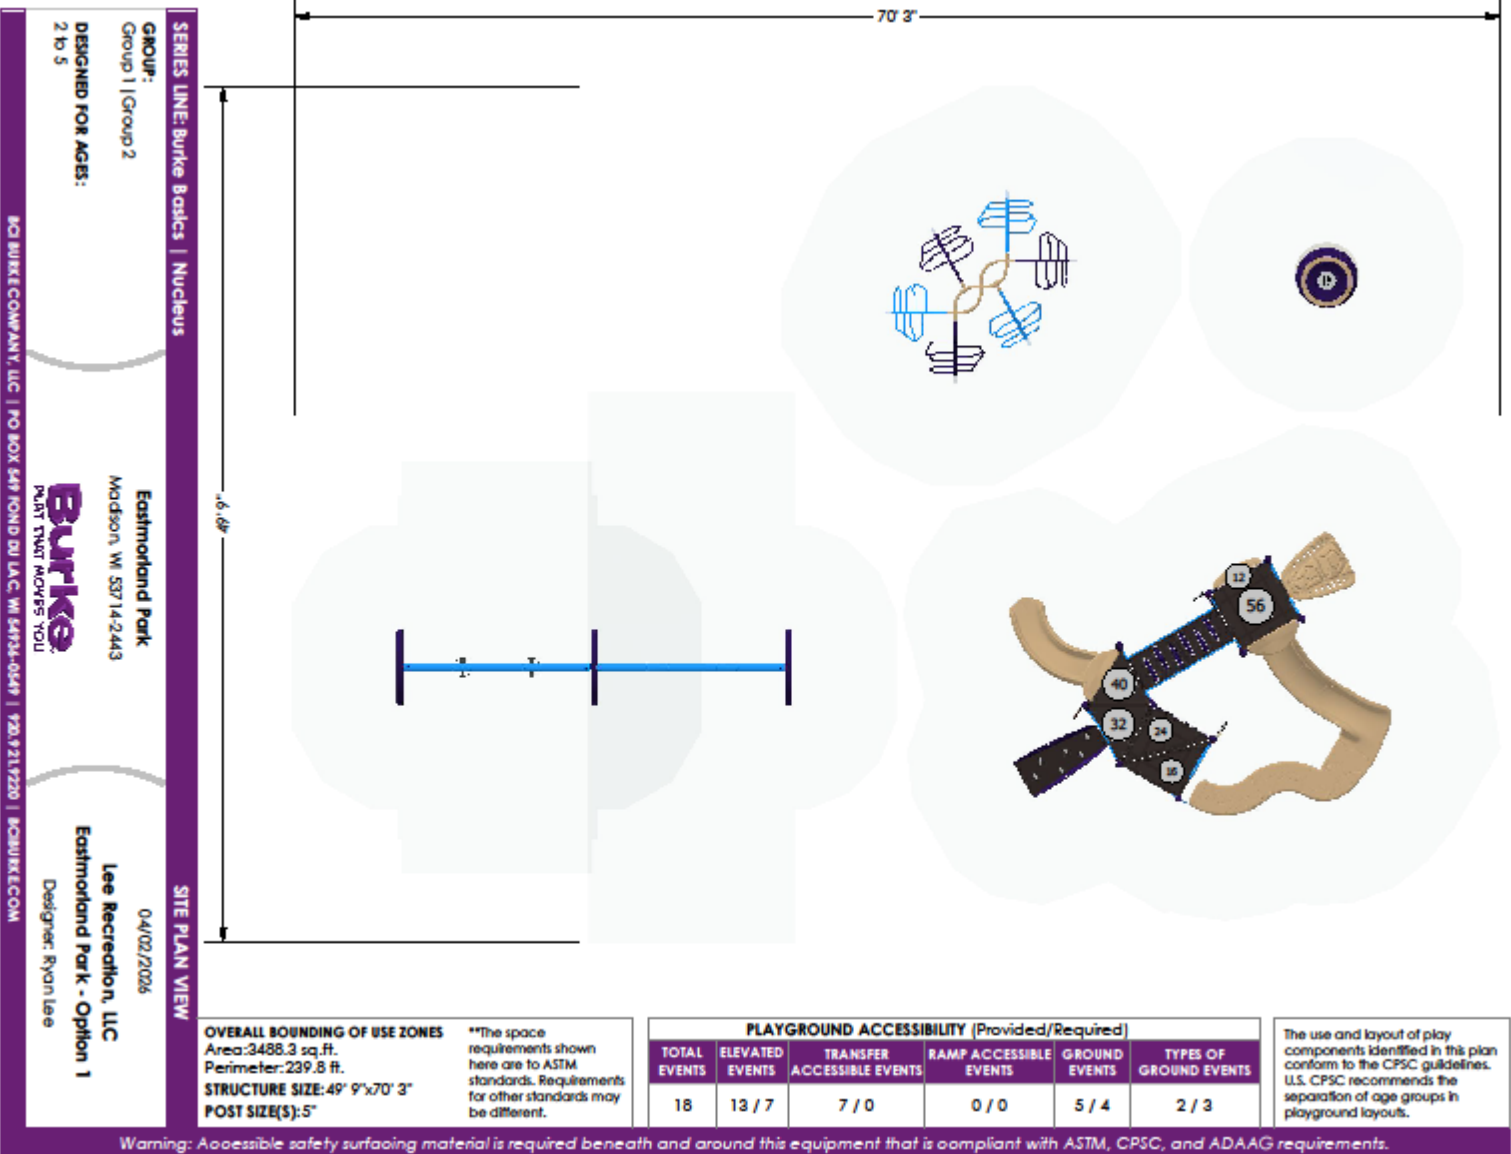 70' 3"
49' 9"
SERIES LINE: Burke Basics | Nucleus
SITE PLAN VIEW
GROUP:
Group 1 | Group 2
DESIGNED FOR AGES:
2 to 5
Eastmorland Park
Madison, WI 53714-2443
Burke
PLAY THAT MOVES YOU
04/02/2026
Lee Recreation, LLC
Eastmorland Park - Option 1
Designer: Ryan Lee
BCI BURKE COMPANY, LLC | PO BOX 549 FOND DU LAC, WI 54936-0549 | 920.921.9220 | BCIBURKE.COM
12
56
40
32
24
16
OVERALL BOUNDING OF USE ZONES
Area:3488.3 sq.ft.
Perimeter:239.8 ft.
STRUCTURE SIZE:49' 9"x70' 3"
POST SIZE(S):5"
**The space
requirements shown
here are to ASTM
standards. Requirements
for other standards may
be different.
PLAYGROUND ACCESSIBILITY (Provided/Required)
TOTAL EVENTS
ELEVATED EVENTS
TRANSFER ACCESSIBLE EVENTS
RAMP ACCESSIBLE EVENTS
GROUND EVENTS
TYPES OF GROUND EVENTS
18
13 / 7
7 / 0
0 / 0
5 / 4
2 / 3
The use and layout of play
components identified in this plan
conform to the CPSC guidelines.
U.S. CPSC recommends the
separation of age groups in
playground layouts.
Warning: Accessible safety surfacing material is required beneath and around this equipment that is compliant with ASTM, CPSC, and ADAAG requirements.